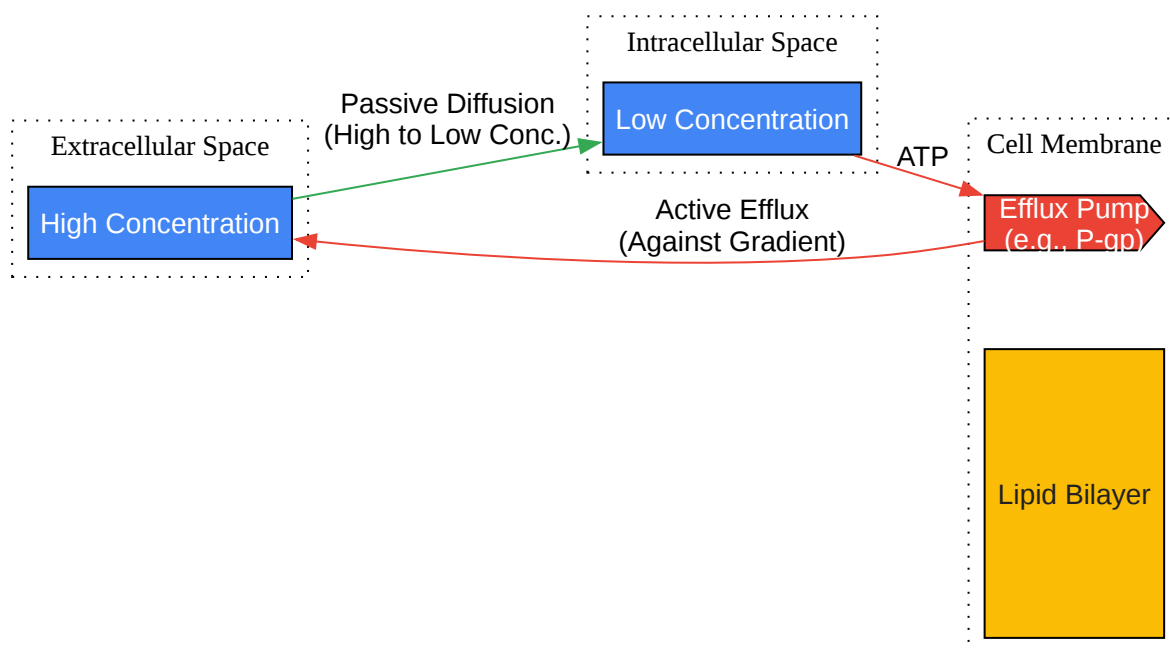 Intracellular Space
Low Concentration
Passive Diffusion
(High to Low Conc.)
Extracellular Space
High Concentration
ATP
Cell Membrane
Efflux Pump
(e.g., P-gp)
Active Efflux
(Against Gradient)
Lipid Bilayer